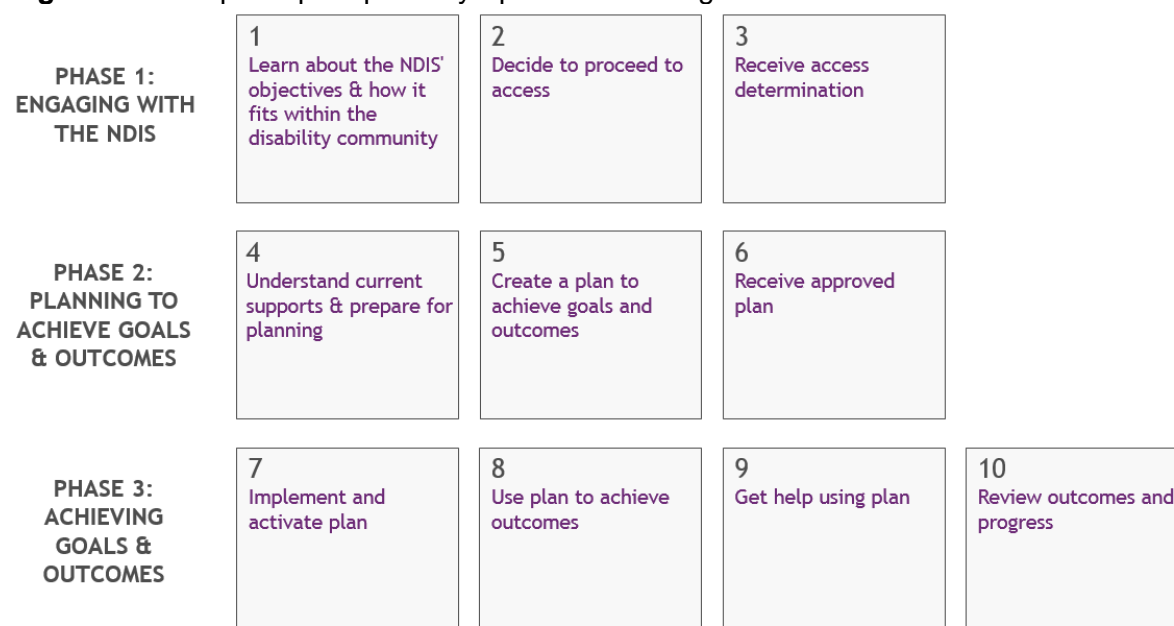 PHASE 1:
ENGAGING WITH
THE NDIS
1
Learn about the NDIS'
objectives & how it
fits within the
disability community
2
Decide to proceed to
access
3
Receive access
determination
PHASE 2:
PLANNING TO
ACHIEVE GOALS
& OUTCOMES
4
Understand current
supports & prepare for
planning
5
Create a plan to
achieve goals and
outcomes
6
Receive approved
plan
PHASE 3:
ACHIEVING
GOALS &
OUTCOMES
7
Implement and
activate plan
8
Use plan to achieve
outcomes
9
Get help using plan
10
Review outcomes and
progress